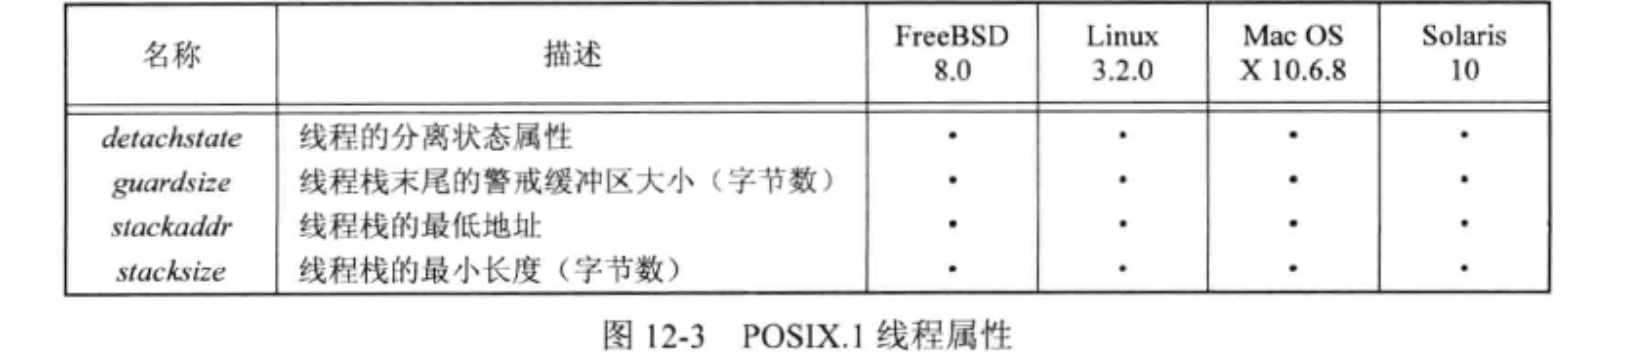 名称 描述 FreeBSD 8.0 Linux 3.2.0 Mac OS X 10.6.8 Solaris 10
detachstate 线程的分离状态属性 • • • •
guardsize 线程栈末尾的警戒缓冲区大小（字节数） • • • •
stackaddr 线程栈的最低地址 • • • •
stacksize 线程栈的最小长度（字节数） • • • •
图 12-3 POSIX.1 线程属性